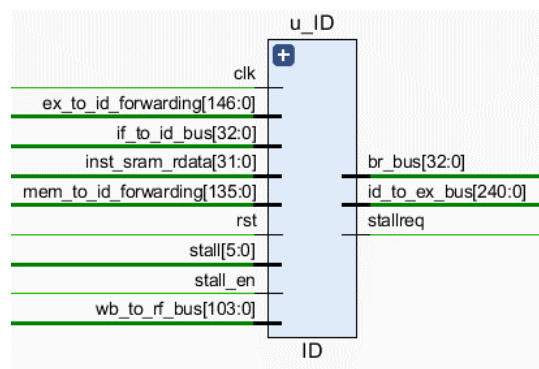 u_ID
clk
ex_to_id_forwarding[146:0]
if_to_id_bus[32:0]
inst_sram_rdata[31:0]
br_bus[32:0]
mem_to_id_forwarding[135:0]
id_to_ex_bus[240:0]
rst
stallreq
stall[5:0]
stall_en
wb_to_rf_bus[103:0]
ID